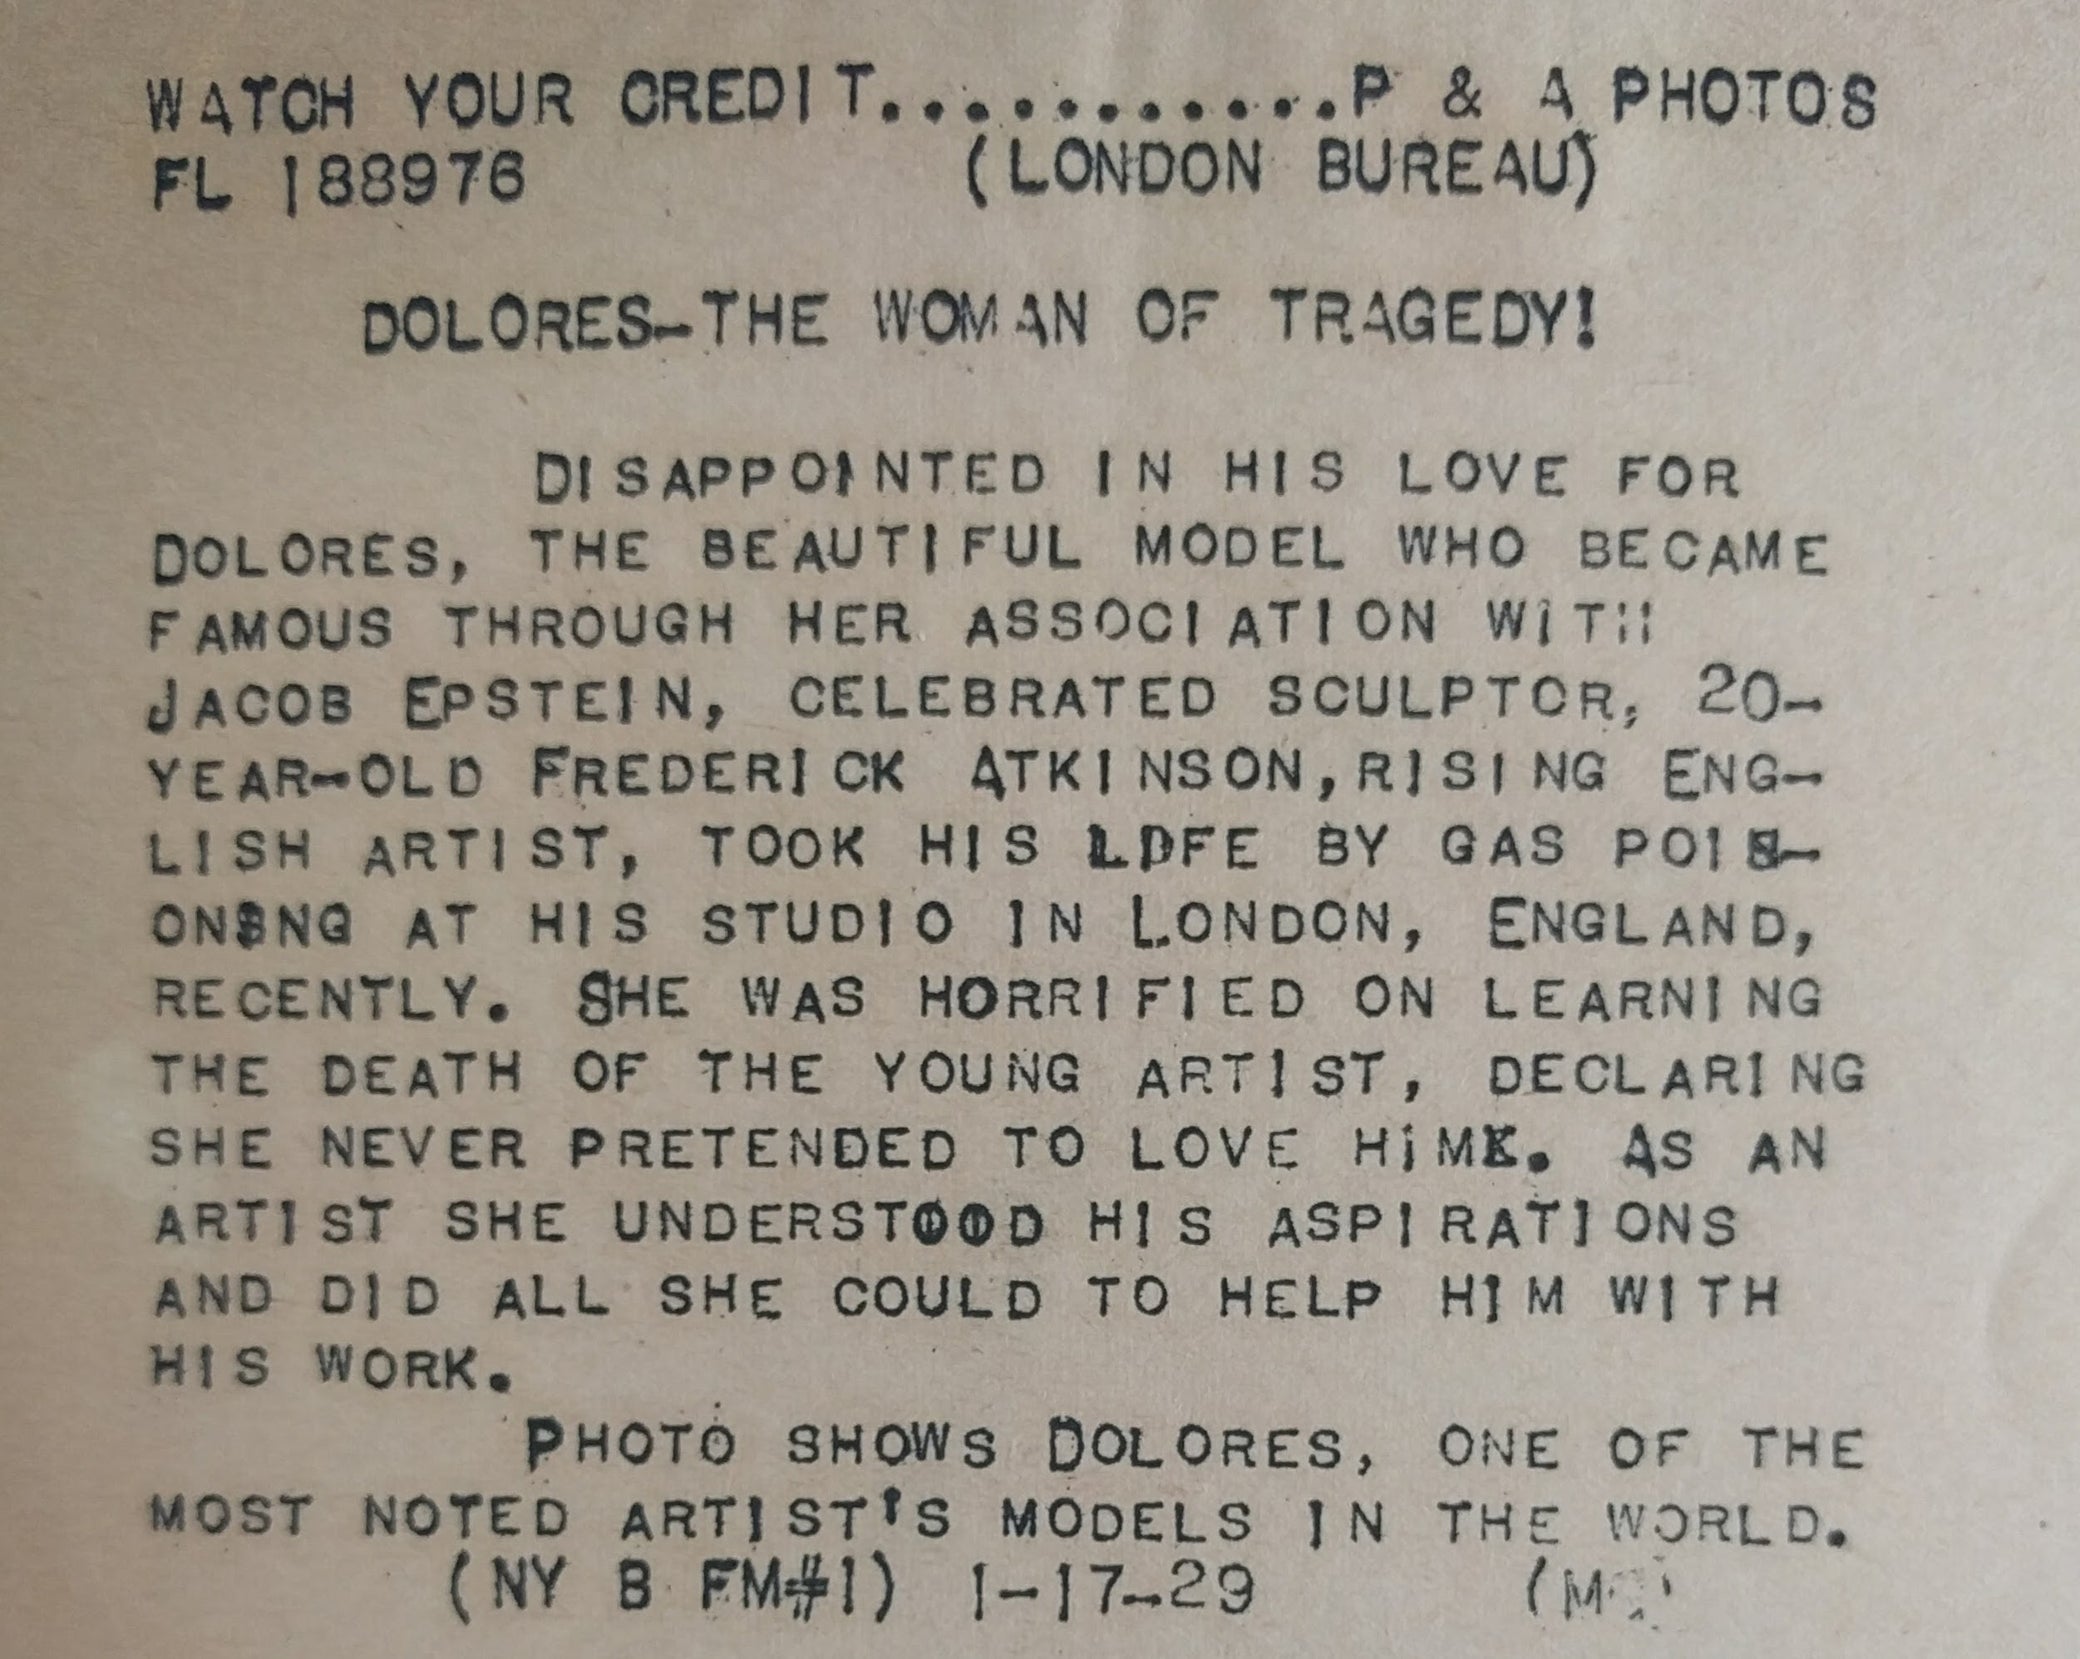 WATCH YOUR CREDIT............P & A PHOTOS
FL 188976 (LONDON BUREAU)
DOLORES-THE WOMAN OF TRAGEDY!
DISAPPOINTED IN HIS LOVE FOR
DOLORES, THE BEAUTIFUL MODEL WHO BECAME
FAMOUS THROUGH HER ASSOCIATION WITH
JACOB EPSTEIN, CELEBRATED SCULPTOR, 20-
YEAR-OLD FREDERICK ATKINSON,RISING ENG-
LISH ARTIST, TOOK HIS LIFE BY GAS POIS-
ONING AT HIS STUDIO IN LONDON, ENGLAND,
RECENTLY. SHE WAS HORRIFIED ON LEARNING
THE DEATH OF THE YOUNG ARTIST, DECLARING
SHE NEVER PRETENDED TO LOVE HIM. AS AN
ARTIST SHE UNDERSTOOD HIS ASPIRATIONS
AND DID ALL SHE COULD TO HELP HIM WITH
HIS WORK.
PHOTO SHOWS DOLORES, ONE OF THE
MOST NOTED ARTIST'S MODELS IN THE WORLD.
(NY B FM#1) 1-17-29